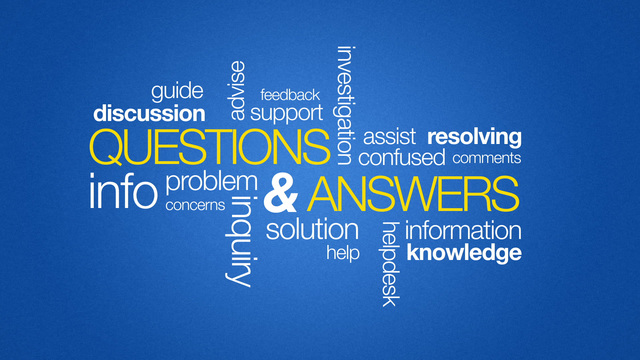 guide
advise
feedback
investigation
discussion
support
QUESTIONS
assist
resolving
confused
comments
info
problem
concerns
inquiry
&
ANSWERS
solution
help
helpdesk
information
knowledge